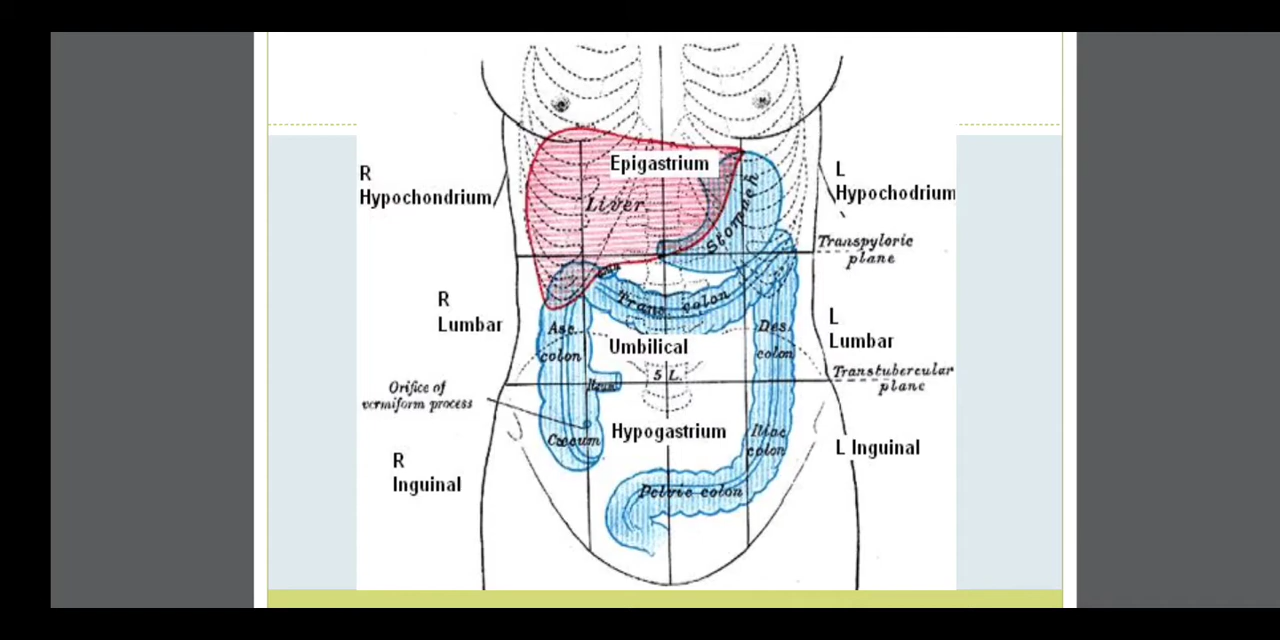 Epigastrium
R
Hypochondrium
L
Hypochodrium
Liver
Stomach
Transpyloric
plane
Trans. colon
R
Lumbar
Asc.
colon
Umbilical
Des.
colon
L
Lumbar
5 L.
Transtubercular
plane
Ileum
Orifice of
vermiform process
Cæcum
Hypogastrium
Iliac
colon
L Inguinal
R
Inguinal
Pelvic colon